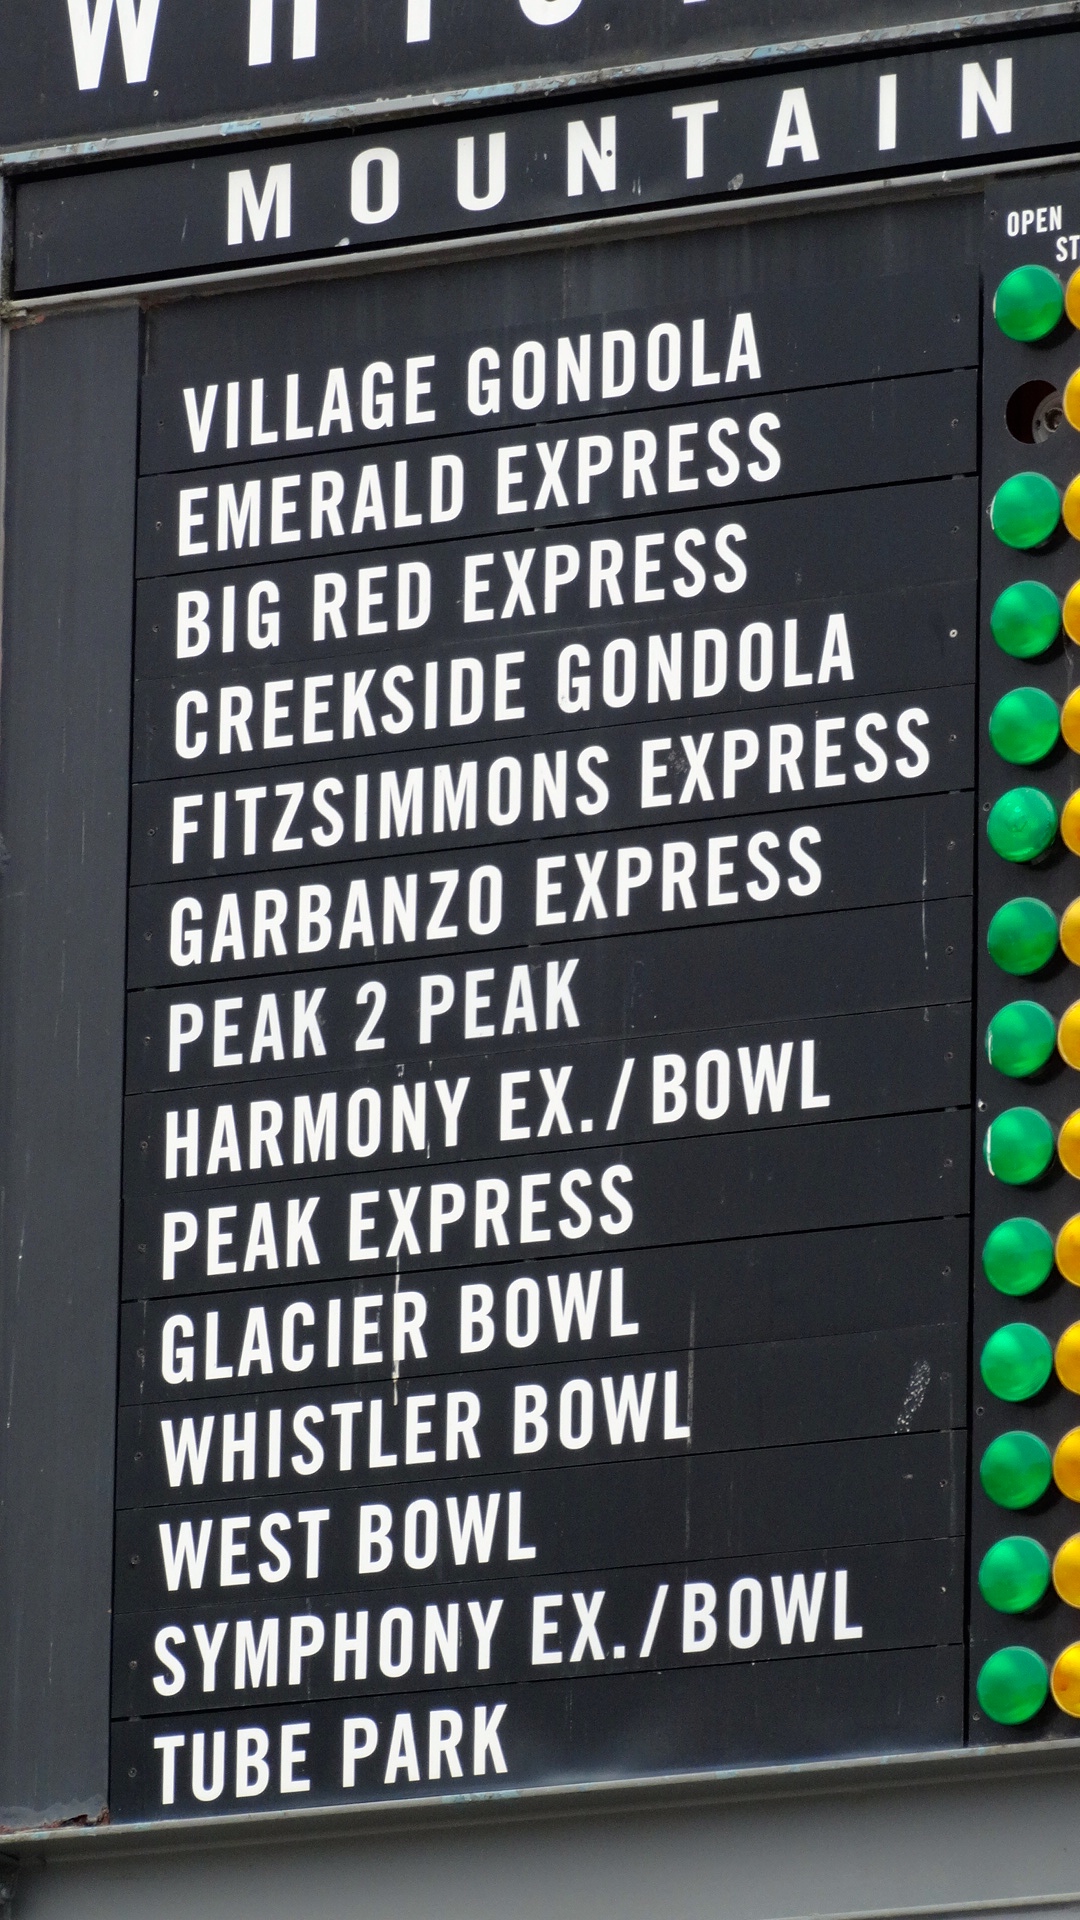 MOUNTAIN
OPEN
VILLAGE GONDOLA
EMERALD EXPRESS
BIG RED EXPRESS
CREEKSIDE GONDOLA
FITZSIMMONS EXPRESS
GARBANZO EXPRESS
PEAK 2 PEAK
HARMONY EX./BOWL
PEAK EXPRESS
GLACIER BOWL
WHISTLER BOWL
WEST BOWL
SYMPHONY EX./BOWL
TUBE PARK